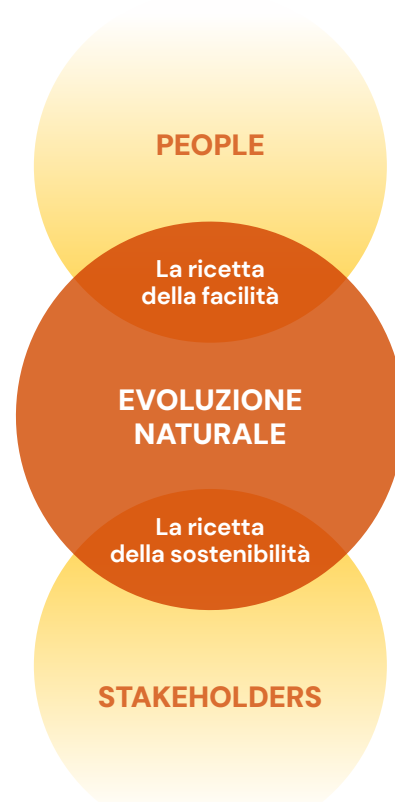 PEOPLE
La ricetta
della facilità
EVOLUZIONE
NATURALE
La ricetta
della sostenibilità
STAKEHOLDERS